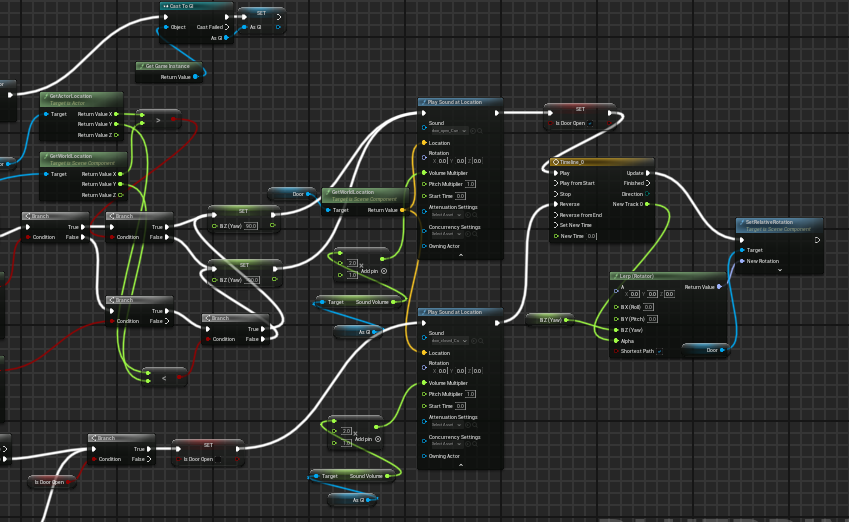 Cast To GI
Object
Cast Failed
As GI
SET
As GI
Get Game Instance
Return Value
GetActorLocation
Target is Actor
Target
Return Value X
Return Value Y
Return Value Z
>
GetWorldLocation
Target is Scene Component
Target
Return Value X
Return Value Y
Return Value Z
Branch
True
Condition
False
Branch
True
Condition
False
SET
BZ (Yaw)
90.0
SET
BZ (Yaw)
Branch
True
Condition
False
Branch
True
Condition
False
<
Door
GetWorldLocation
Target is Scene Component
Target
Return Value
2.0
1.0
Add pin
Target
Sound Volume
As GI
Play Sound at Location
Sound
Location
Rotation
X 0.0 Y 0.0 Z 0.0
Volume Multiplier
Pitch Multiplier 1.0
Start Time 0.0
Attenuation Settings
Select Asset
Concurrency Settings
Select Asset
Owning Actor
SET
Is Door Open
Timeline_0
Play
Update
Play from Start
Finished
Stop
Direction
Reverse
New Track 0
Reverse from End
Set New Time
New Time 0.0
SetRelativeRotation
Target is Scene Component
Target
New Rotation
Lerp (Rotator)
A
Return Value
X 0.0 Y 0.0 Z 0.0
BX (Roll) 0.0
BY (Pitch) 0.0
BZ (Yaw)
Alpha
Shortest Path
BZ (Yaw)
Door
Play Sound at Location
Sound
Location
Rotation
X 0.0 Y 0.0 Z 0.0
Volume Multiplier
Pitch Multiplier 1.0
Start Time 0.0
Attenuation Settings
Select Asset
Concurrency Settings
Select Asset
Owning Actor
Branch
True
Condition
False
Is Door Open
SET
Is Door Open
2.0
1.0
Add pin
Target
Sound Volume
As GI